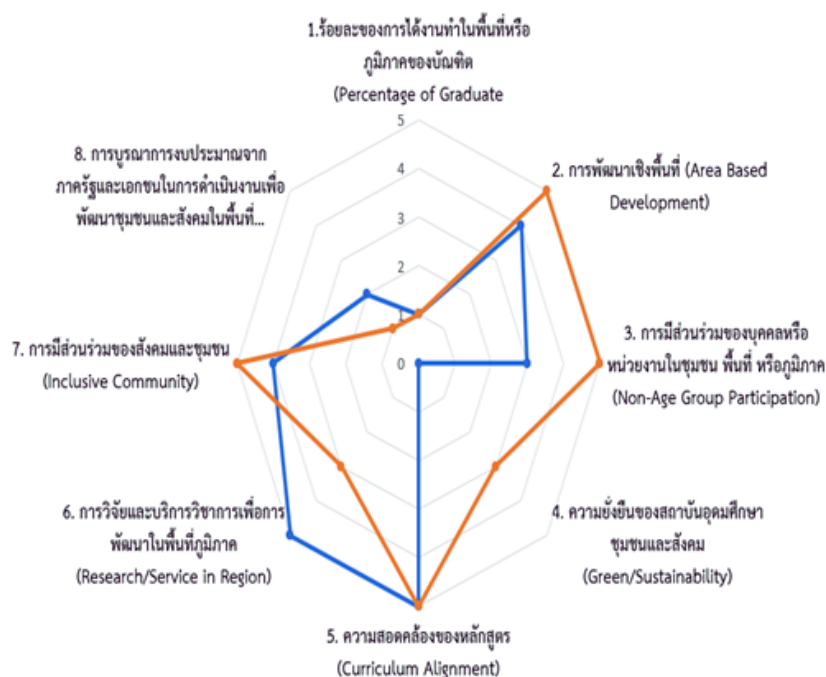 1.ร้อยละของการได้งานทำในพื้นที่หรือ
ภูมิภาคของบัณฑิต
(Percentage of Graduate
2. การพัฒนาเชิงพื้นที่ (Area Based
Development)
3. การมีส่วนร่วมของบุคคลหรือ
หน่วยงานในชุมชน พื้นที่ หรือภูมิภาค
(Non-Age Group Participation)
4. ความยั่งยืนของสถาบันอุดมศึกษา
ชุมชนและสังคม
(Green/Sustainability)
5. ความสอดคล้องของหลักสูตร
(Curriculum Alignment)
6. การวิจัยและบริการวิชาการเพื่อการ
พัฒนาในพื้นที่ภูมิภาค
(Research/Service in Region)
7. การมีส่วนร่วมของสังคมและชุมชน
(Inclusive Community)
8. การบูรณาการงบประมาณจาก
ภาครัฐและเอกชนในการดำเนินงานเพื่อ
พัฒนาชุมชนและสังคมในพื้นที่...
5
4
3
2
1
0